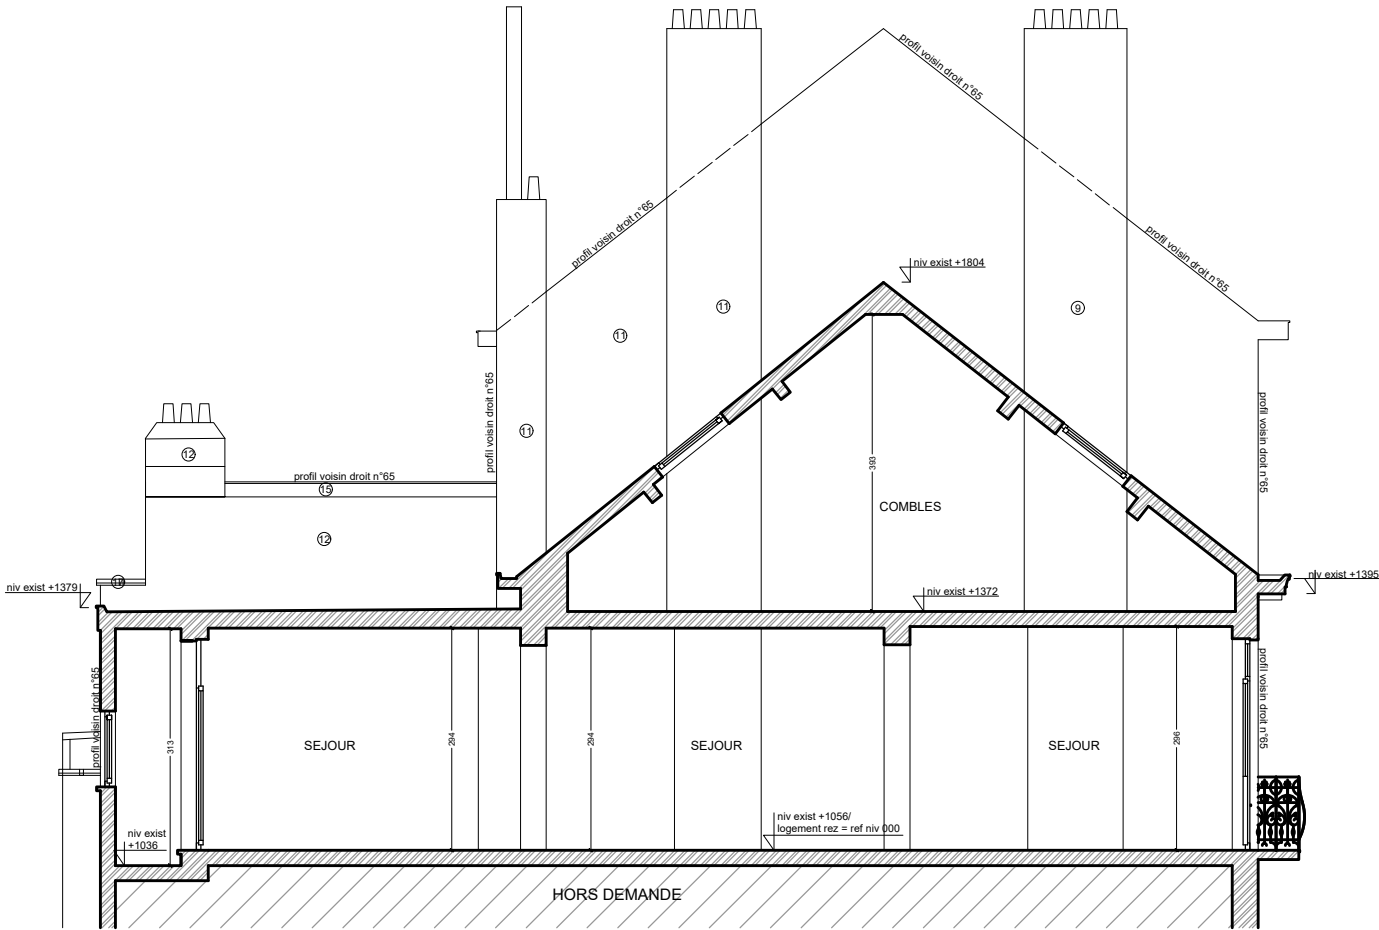 profil voisin droit n°65
profil voisin droit n°65
profil voisin droit n°65
niv exist +1804
11
11
9
profil voisin droit n°65
profil voisin droit n°65
11
12
profil voisin droit n°65
15
393
COMBLES
12
niv exist +1379
niv exist +1372
niv exist +1395
profil voisin droit n°65
profil voisin droit n°65
313
SEJOUR
294
294
SEJOUR
SEJOUR
296
niv exist
+1036
niv exist +1056/
logement rez = ref niv 000
HORS DEMANDE